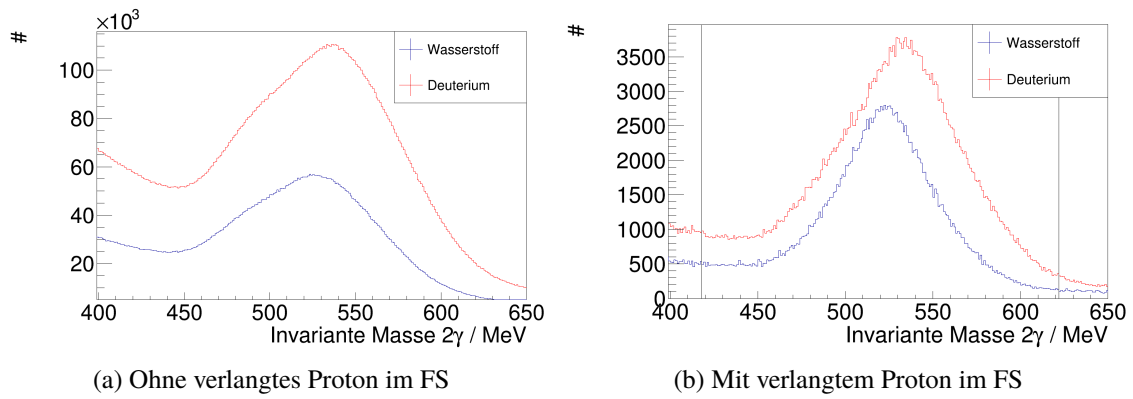 ×10³
#
Wasserstoff
Deuterium
100
80
60
40
20
400 450 500 550 600 650
Invariante Masse 2γ / MeV
(a) Ohne verlangtes Proton im FS
#
Wasserstoff
Deuterium
3500
3000
2500
2000
1500
1000
500
0
400 450 500 550 600 650
Invariante Masse 2γ / MeV
(b) Mit verlangtem Proton im FS